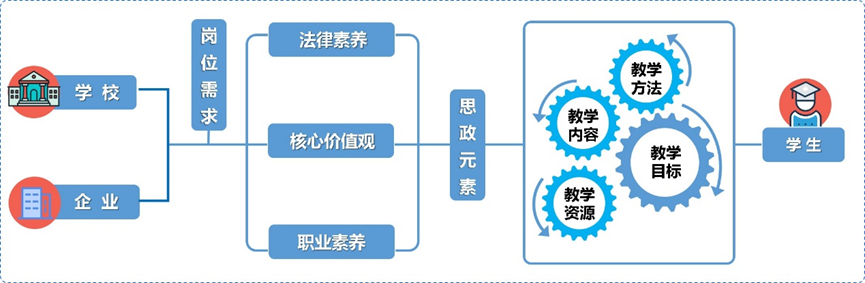 学校
企业
岗位需求
法律素养
核心价值观
职业素养
思政元素
教学
方法
教学
内容
教学
目标
教学
资源
学生